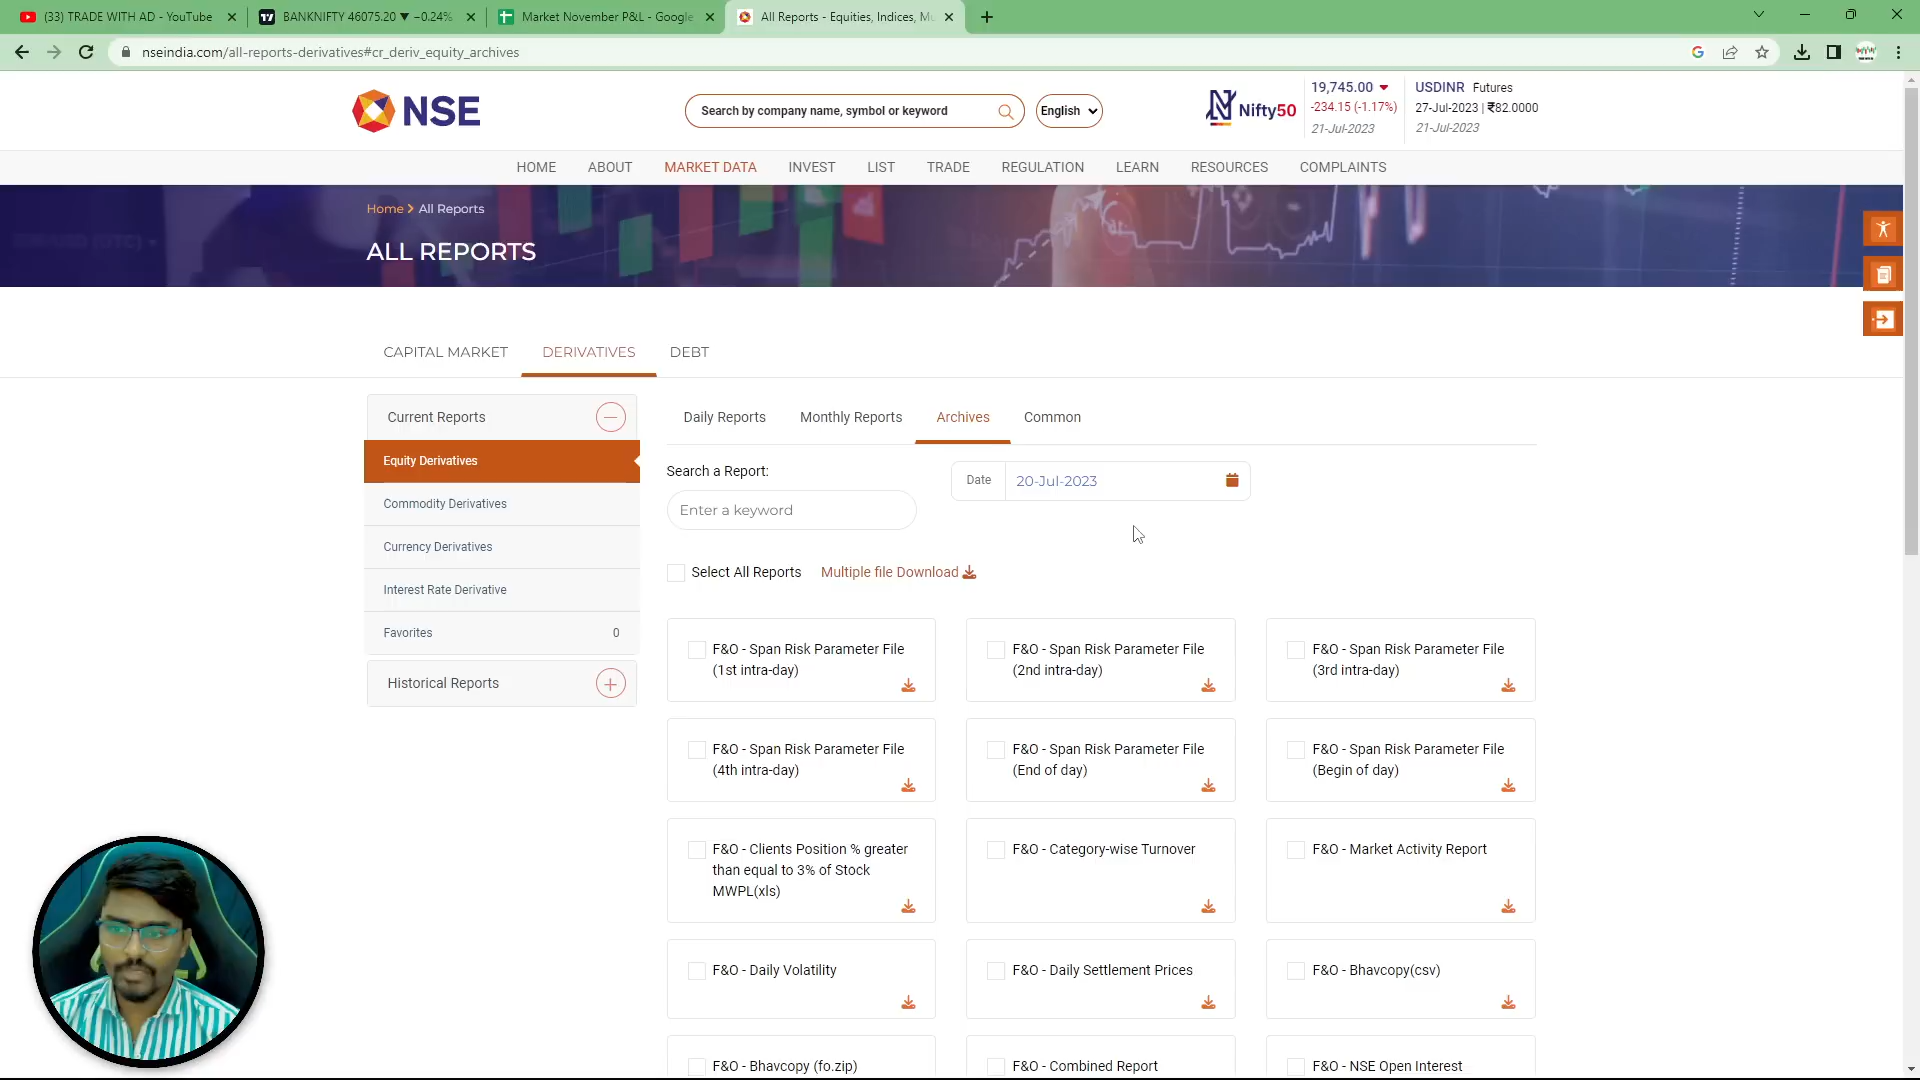 (33) TRADE WITH AD - YouTube
BANKNIFTY 46075.20 ▼ −0.24%
Market November P&L - Google
All Reports - Equities, Indices, Mu
nseindia.com/all-reports-derivatives#cr_deriv_equity_archives
NSE
Search by company name, symbol or keyword
English
Nifty50
19,745.00
-234.15 (-1.17%)
21-Jul-2023
USDINR Futures
27-Jul-2023 | ₹82.0000
21-Jul-2023
HOME ABOUT MARKET DATA INVEST LIST TRADE REGULATION LEARN RESOURCES COMPLAINTS
Home > All Reports
ALL REPORTS
CAPITAL MARKET DERIVATIVES DEBT
Current Reports
Equity Derivatives
Commodity Derivatives
Currency Derivatives
Interest Rate Derivative
Favorites 0
Historical Reports
Daily Reports Monthly Reports Archives Common
Search a Report:
Enter a keyword
Date 20-Jul-2023
Select All Reports Multiple file Download
F&O - Span Risk Parameter File
(1st intra-day)
F&O - Span Risk Parameter File
(2nd intra-day)
F&O - Span Risk Parameter File
(3rd intra-day)
F&O - Span Risk Parameter File
(4th intra-day)
F&O - Span Risk Parameter File
(End of day)
F&O - Span Risk Parameter File
(Begin of day)
F&O - Clients Position % greater
than equal to 3% of Stock
MWPL(xls)
F&O - Category-wise Turnover
F&O - Market Activity Report
F&O - Daily Volatility
F&O - Daily Settlement Prices
F&O - Bhavcopy(csv)
F&O - Bhavcopy (fo.zip)
F&O - Combined Report
F&O - NSE Open Interest